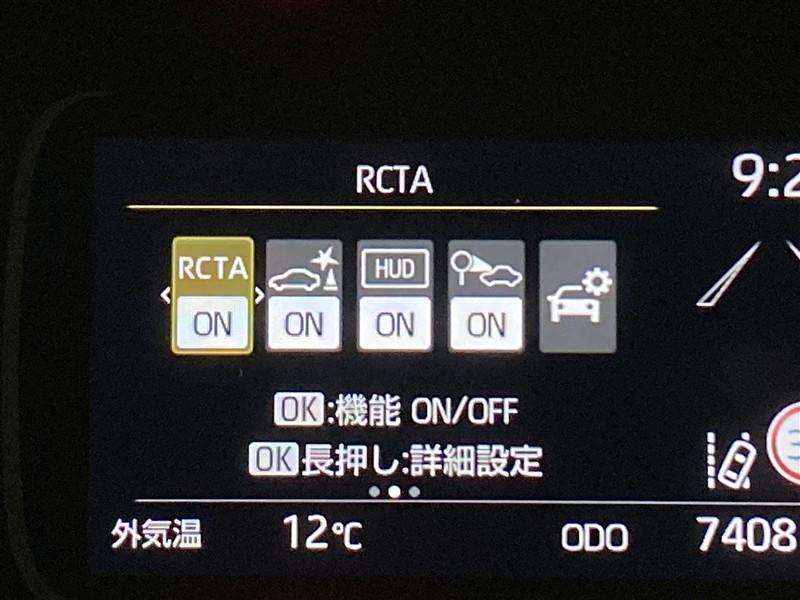 RCTA
9:2
RCTA HUD
ON ON ON ON
OK:機能 ON/OFF
OK長押し:詳細設定
外気温 12℃ ODO 7408